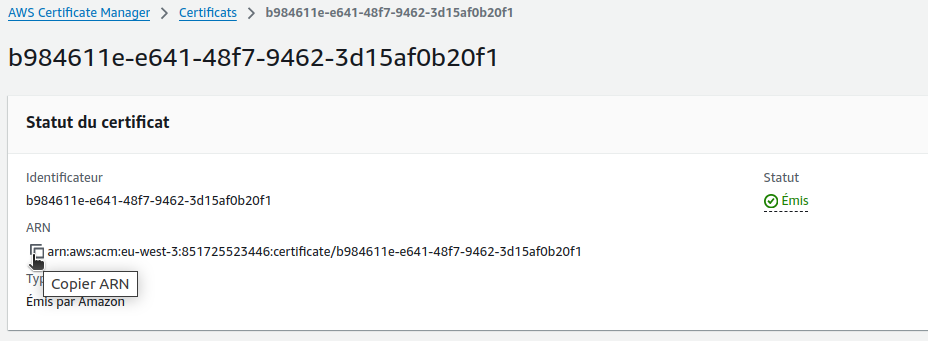 AWS Certificate Manager > Certificats > b984611e-e641-48f7-9462-3d15af0b20f1
b984611e-e641-48f7-9462-3d15af0b20f1
Statut du certificat
Identificateur
Statut
b984611e-e641-48f7-9462-3d15af0b20f1
Émis
ARN
arn:aws:acm:eu-west-3:851725523446:certificate/b984611e-e641-48f7-9462-3d15af0b20f1
Typ
Copier ARN
Émis par Amazon